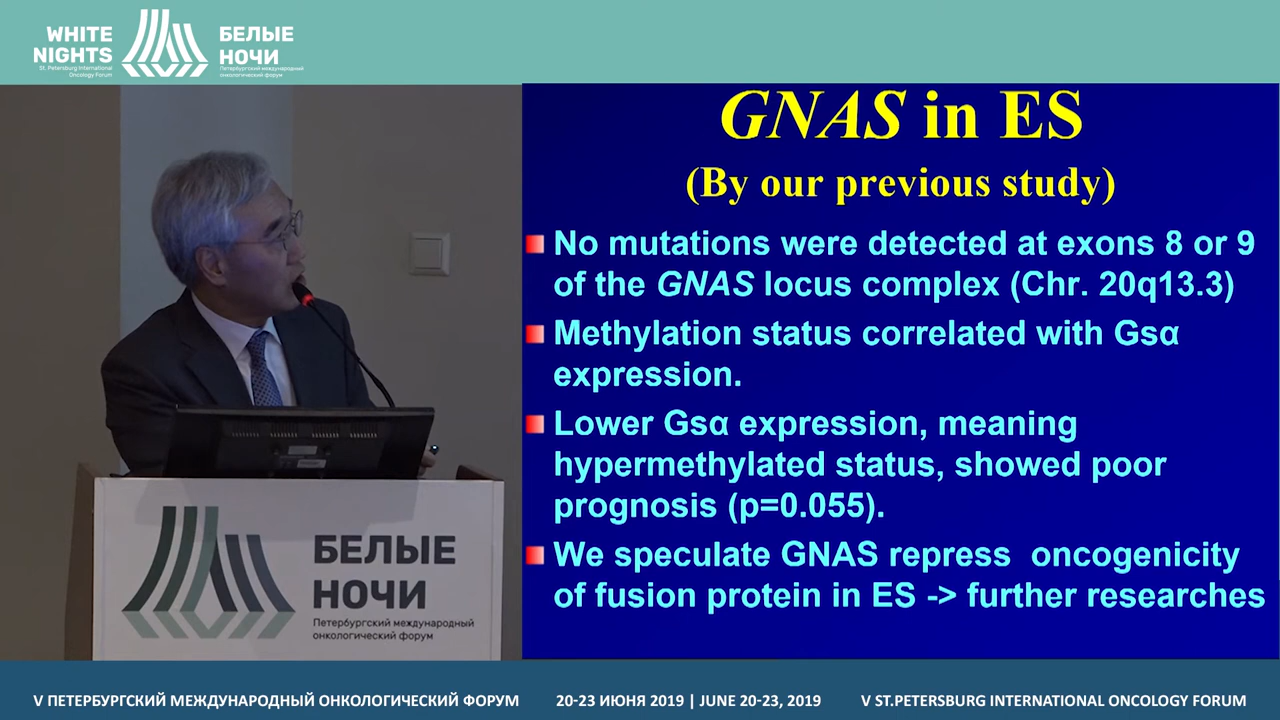 WHITE
NIGHTS
St. Petersburg International
Oncology Forum
БЕЛЫЕ
НОЧИ
Петербургский международный
онкологический форум
GNAS in ES
(By our previous study)
No mutations were detected at exons 8 or 9
of the GNAS locus complex (Chr. 20q13.3)
Methylation status correlated with Gsα
expression.
Lower Gsα expression, meaning
hypermethylated status, showed poor
prognosis (p=0.055).
We speculate GNAS repress oncogenicity
of fusion protein in ES -> further researches
БЕЛЫЕ
НОЧИ
Петербургский международный
онкологический форум
V ПЕТЕРБУРГСКИЙ МЕЖДУНАРОДНЫЙ ОНКОЛОГИЧЕСКИЙ ФОРУМ
20-23 ИЮНЯ 2019 | JUNE 20-23, 2019
V ST.PETERSBURG INTERNATIONAL ONCOLOGY FORUM